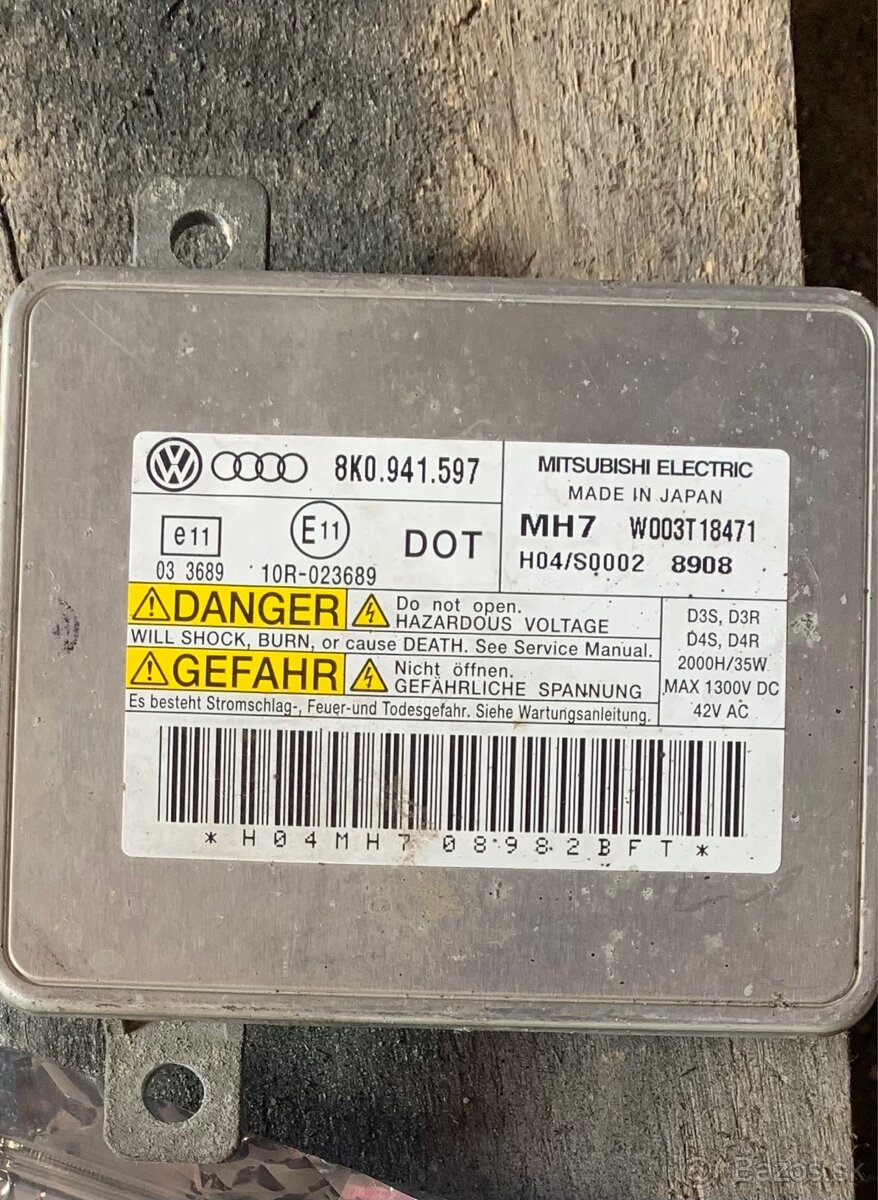 8K0.941.597
e11
03 3689
E11
10R-023689
DOT
MITSUBISHI ELECTRIC
MADE IN JAPAN
MH7 W003T18471
H04/S0002 8908
DANGER
Do not open.
HAZARDOUS VOLTAGE
WILL SHOCK, BURN, or cause DEATH. See Service Manual.
GEFAHR
Nicht öffnen.
GEFÄHRLICHE SPANNUNG
Es besteht Stromschlag-, Feuer-und Todesgefahr. Siehe Wartungsanleitung.
D3S, D3R
D4S, D4R
2000H/35W
MAX 1300V DC
42V AC
*H04MH708982BFT*
Bazos.sk